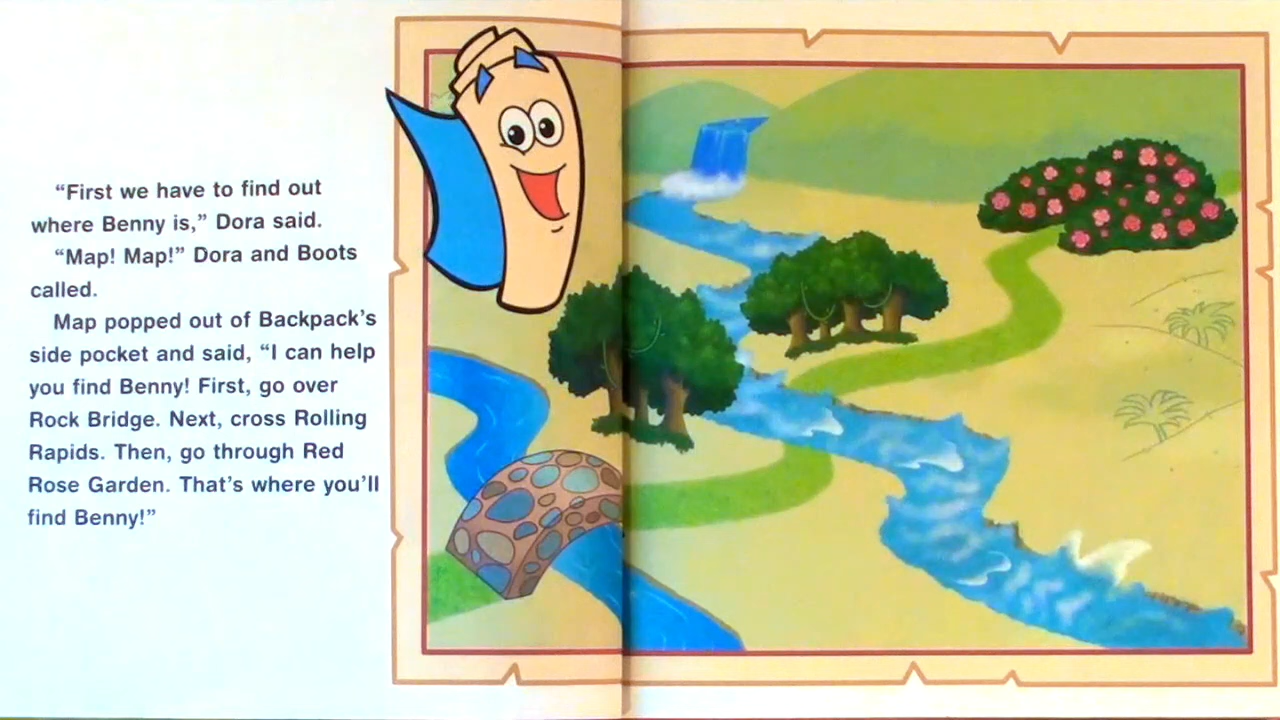 “First we have to find out
where Benny is,” Dora said.
“Map! Map!” Dora and Boots
called.
Map popped out of Backpack’s
side pocket and said, “I can help
you find Benny! First, go over
Rock Bridge. Next, cross Rolling
Rapids. Then, go through Red
Rose Garden. That’s where you’ll
find Benny!”